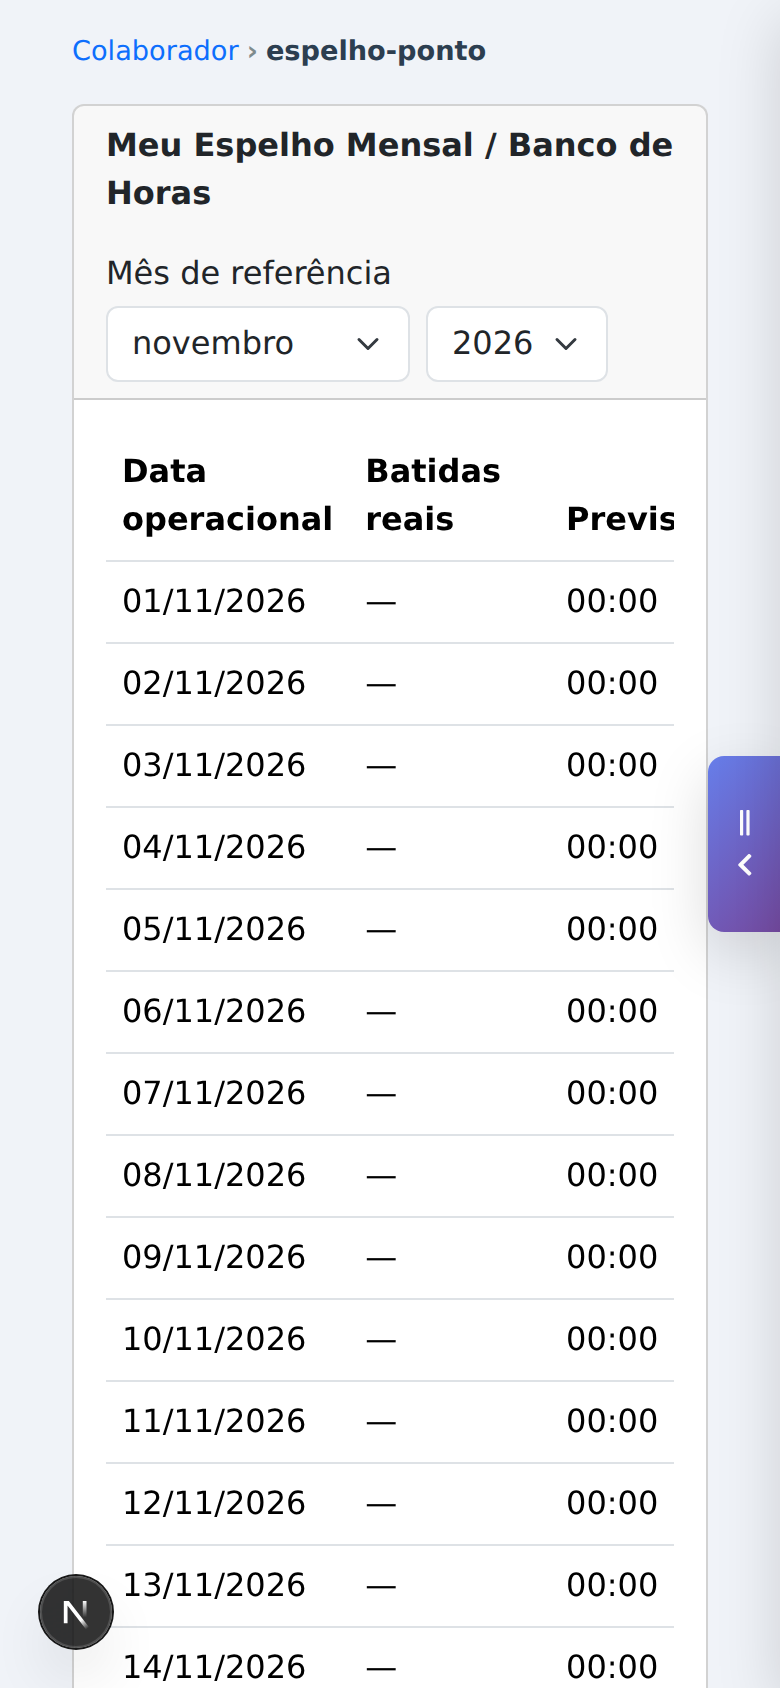 Colaborador › espelho-ponto
Meu Espelho Mensal / Banco de
Horas
Mês de referência
novembro 2026
Data operacional Batidas reais Previs
01/11/2026 — 00:00
02/11/2026 — 00:00
03/11/2026 — 00:00
04/11/2026 — 00:00
05/11/2026 — 00:00
06/11/2026 — 00:00
07/11/2026 — 00:00
08/11/2026 — 00:00
09/11/2026 — 00:00
10/11/2026 — 00:00
11/11/2026 — 00:00
12/11/2026 — 00:00
13/11/2026 — 00:00
N
14/11/2026 — 00:00